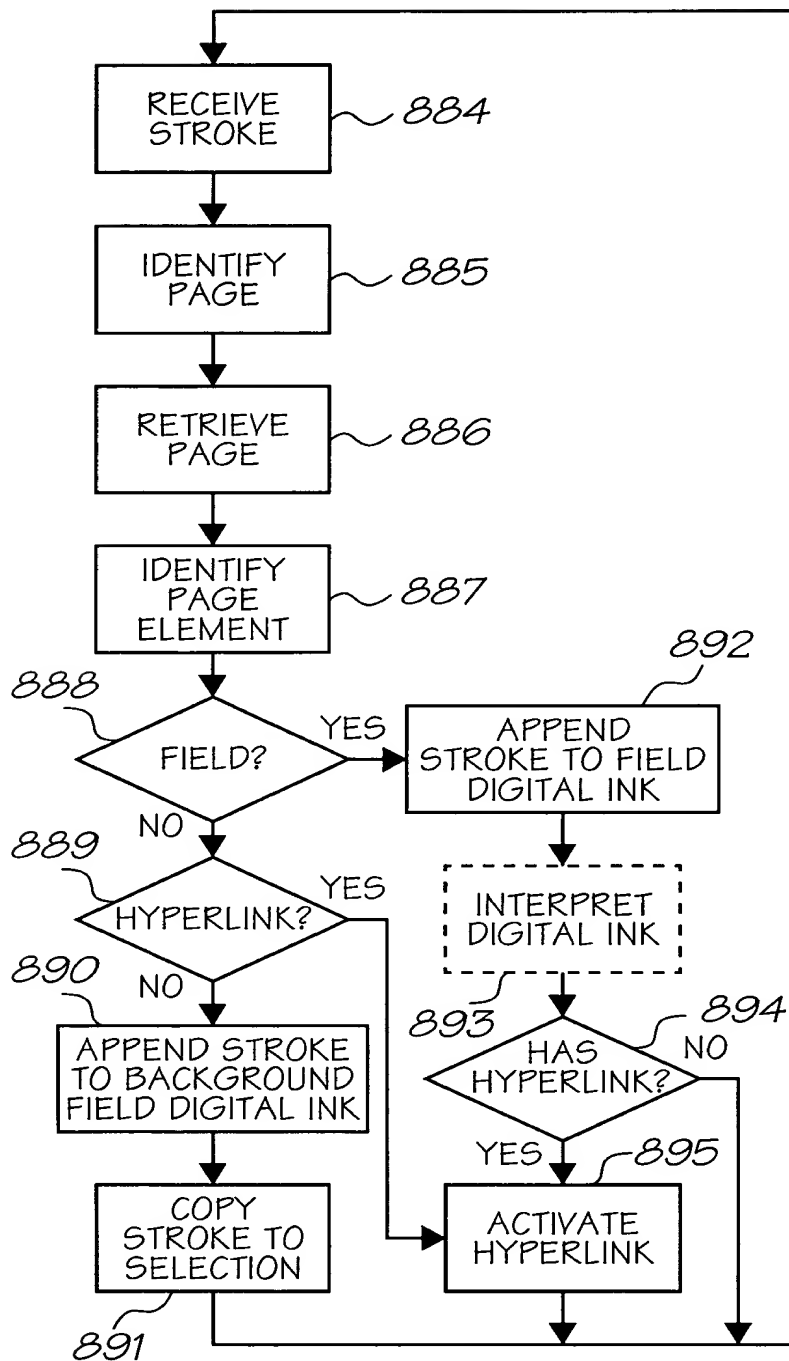 RECEIVE
STROKE
884
IDENTIFY
PAGE
885
RETRIEVE
PAGE
886
IDENTIFY
PAGE
ELEMENT
887
888
FIELD?
YES
NO
892
APPEND
STROKE TO FIELD
DIGITAL INK
889
HYPERLINK?
YES
NO
INTERPRET
DIGITAL INK
893
890
APPEND STROKE
TO BACKGROUND
FIELD DIGITAL INK
894
HAS
HYPERLINK?
NO
YES
895
COPY
STROKE TO
SELECTION
891
ACTIVATE
HYPERLINK